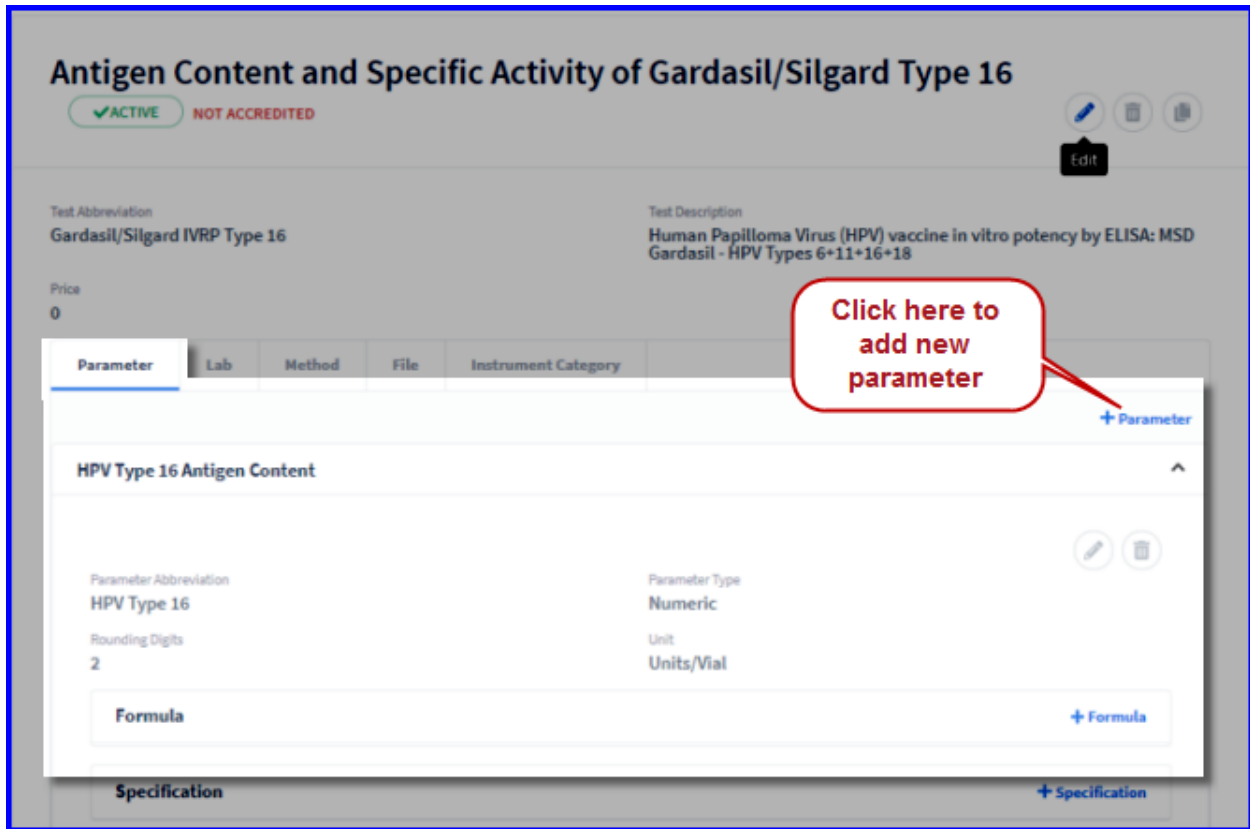 Antigen Content and Specific Activity of Gardasil/Silgard Type 16
ACTIVE NOT ACCREDITED
Edit
Test Abbreviation
Gardasil/Silgard IVRP Type 16
Test Description
Human Papilloma Virus (HPV) vaccine in vitro potency by ELISA: MSD
Gardasil - HPV Types 6+11+16+18
Price
0
Click here to
add new
parameter
Parameter Lab Method File Instrument Category
+ Parameter
HPV Type 16 Antigen Content
Parameter Abbreviation
HPV Type 16
Parameter Type
Numeric
Rounding Digits
2
Unit
Units/Vial
Formula + Formula
Specification + Specification